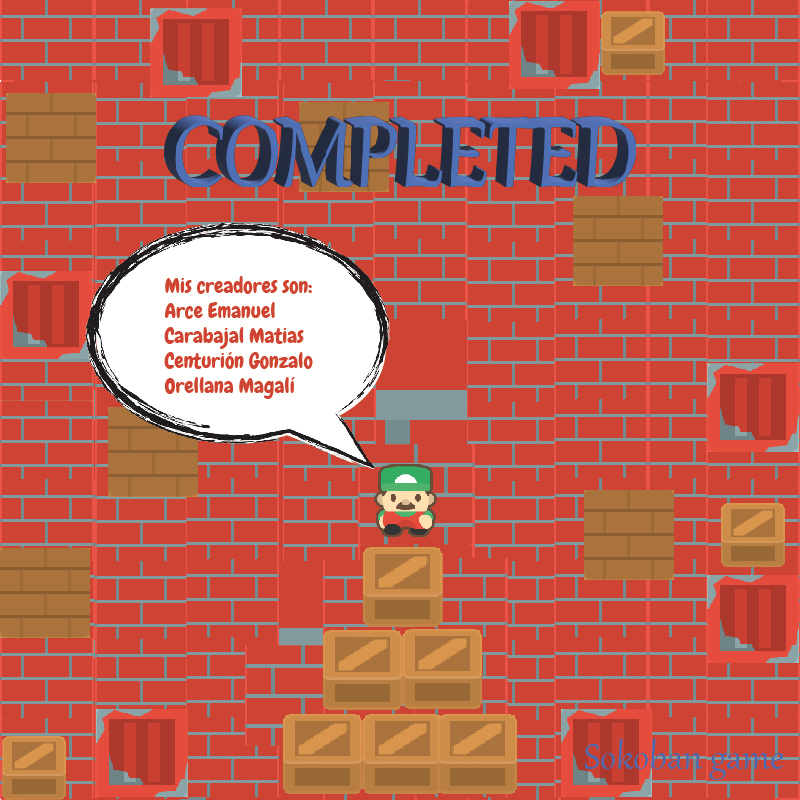 COMPLETED
Mis creadores son:
Arce Emanuel
Carabajal Matias
Centurión Gonzalo
Orellana Magalí
Sokoban game